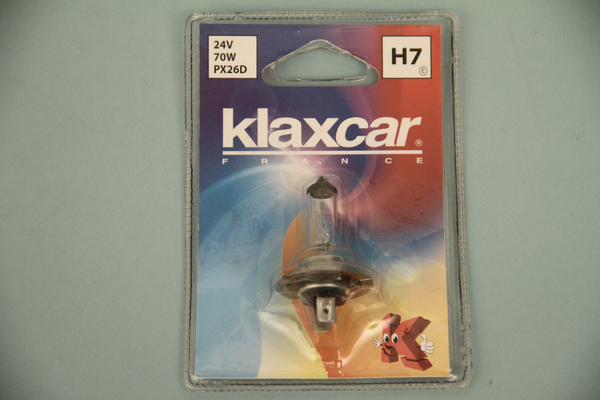 24V
70W
PX26D
H7
E
klaxcar®
FRANCE